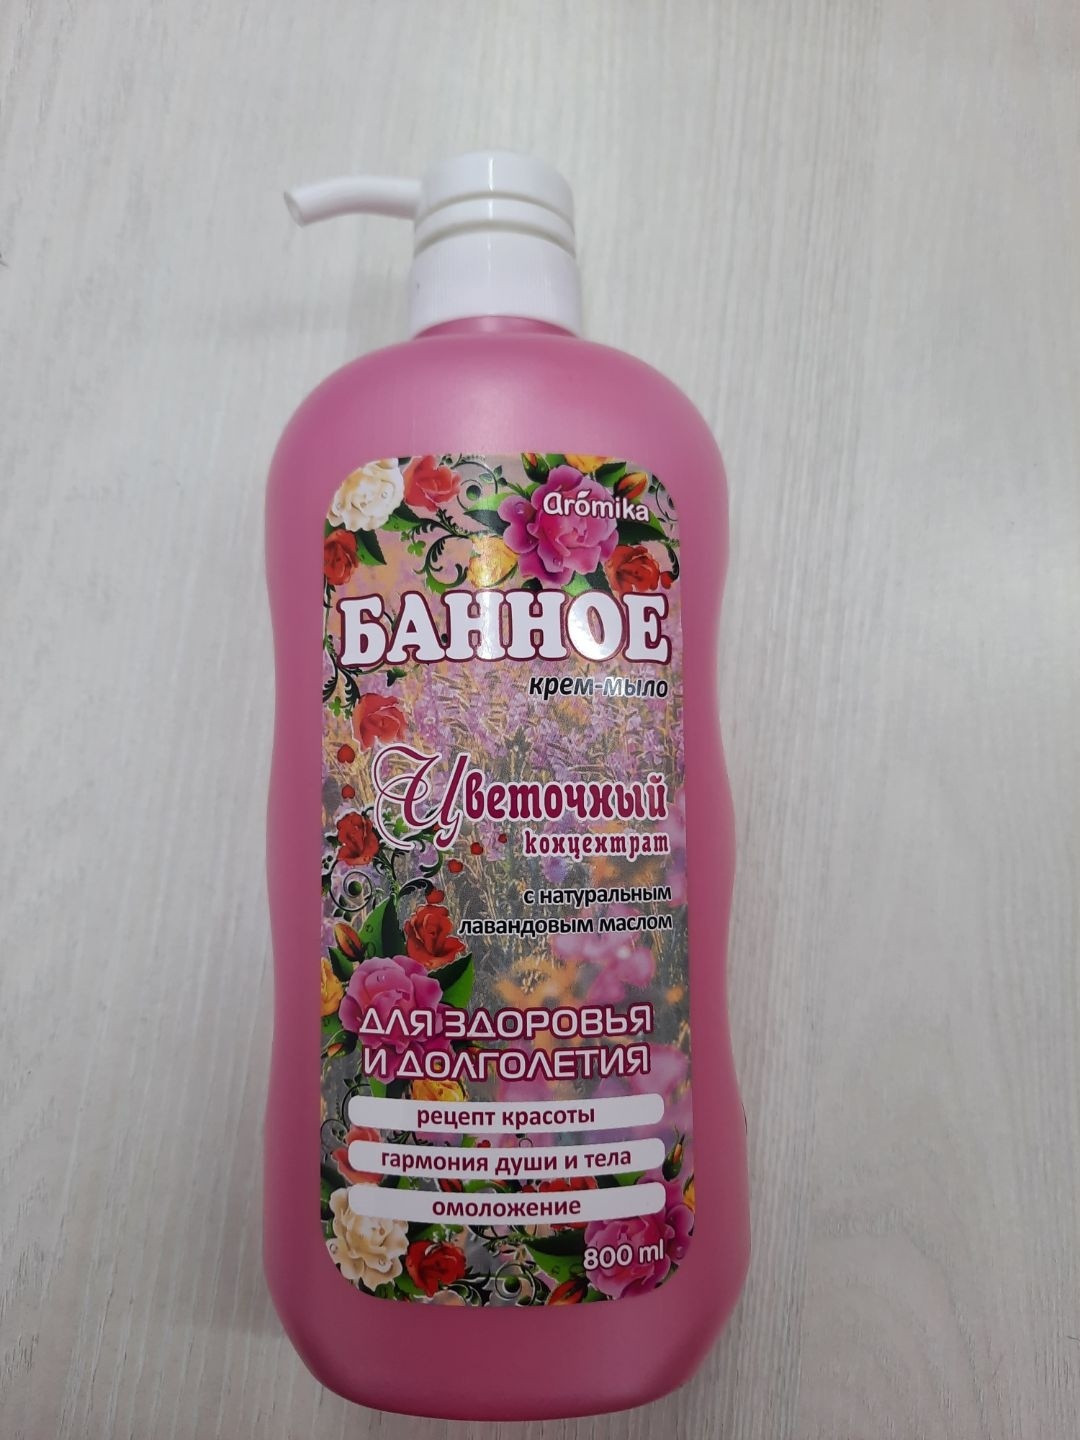 arômika
БАННОЕ
крем-мыло
Цветочный
концентрат
с натуральным
лавандовым маслом
ДЛЯ ЗДОРОВЬЯ
И ДОЛГОЛЕТИЯ
рецепт красоты
гармония души и тела
омоложение
800 ml